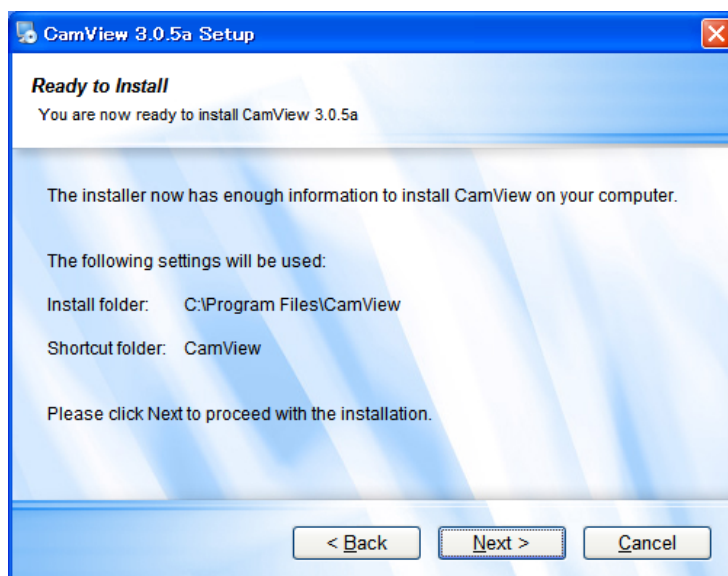 CamView 3.0.5a Setup
Ready to Install
You are now ready to install CamView 3.0.5a
The installer now has enough information to install CamView on your computer.
The following settings will be used:
Install folder: C:\Program Files\CamView
Shortcut folder: CamView
Please click Next to proceed with the installation.
< Back Next > Cancel